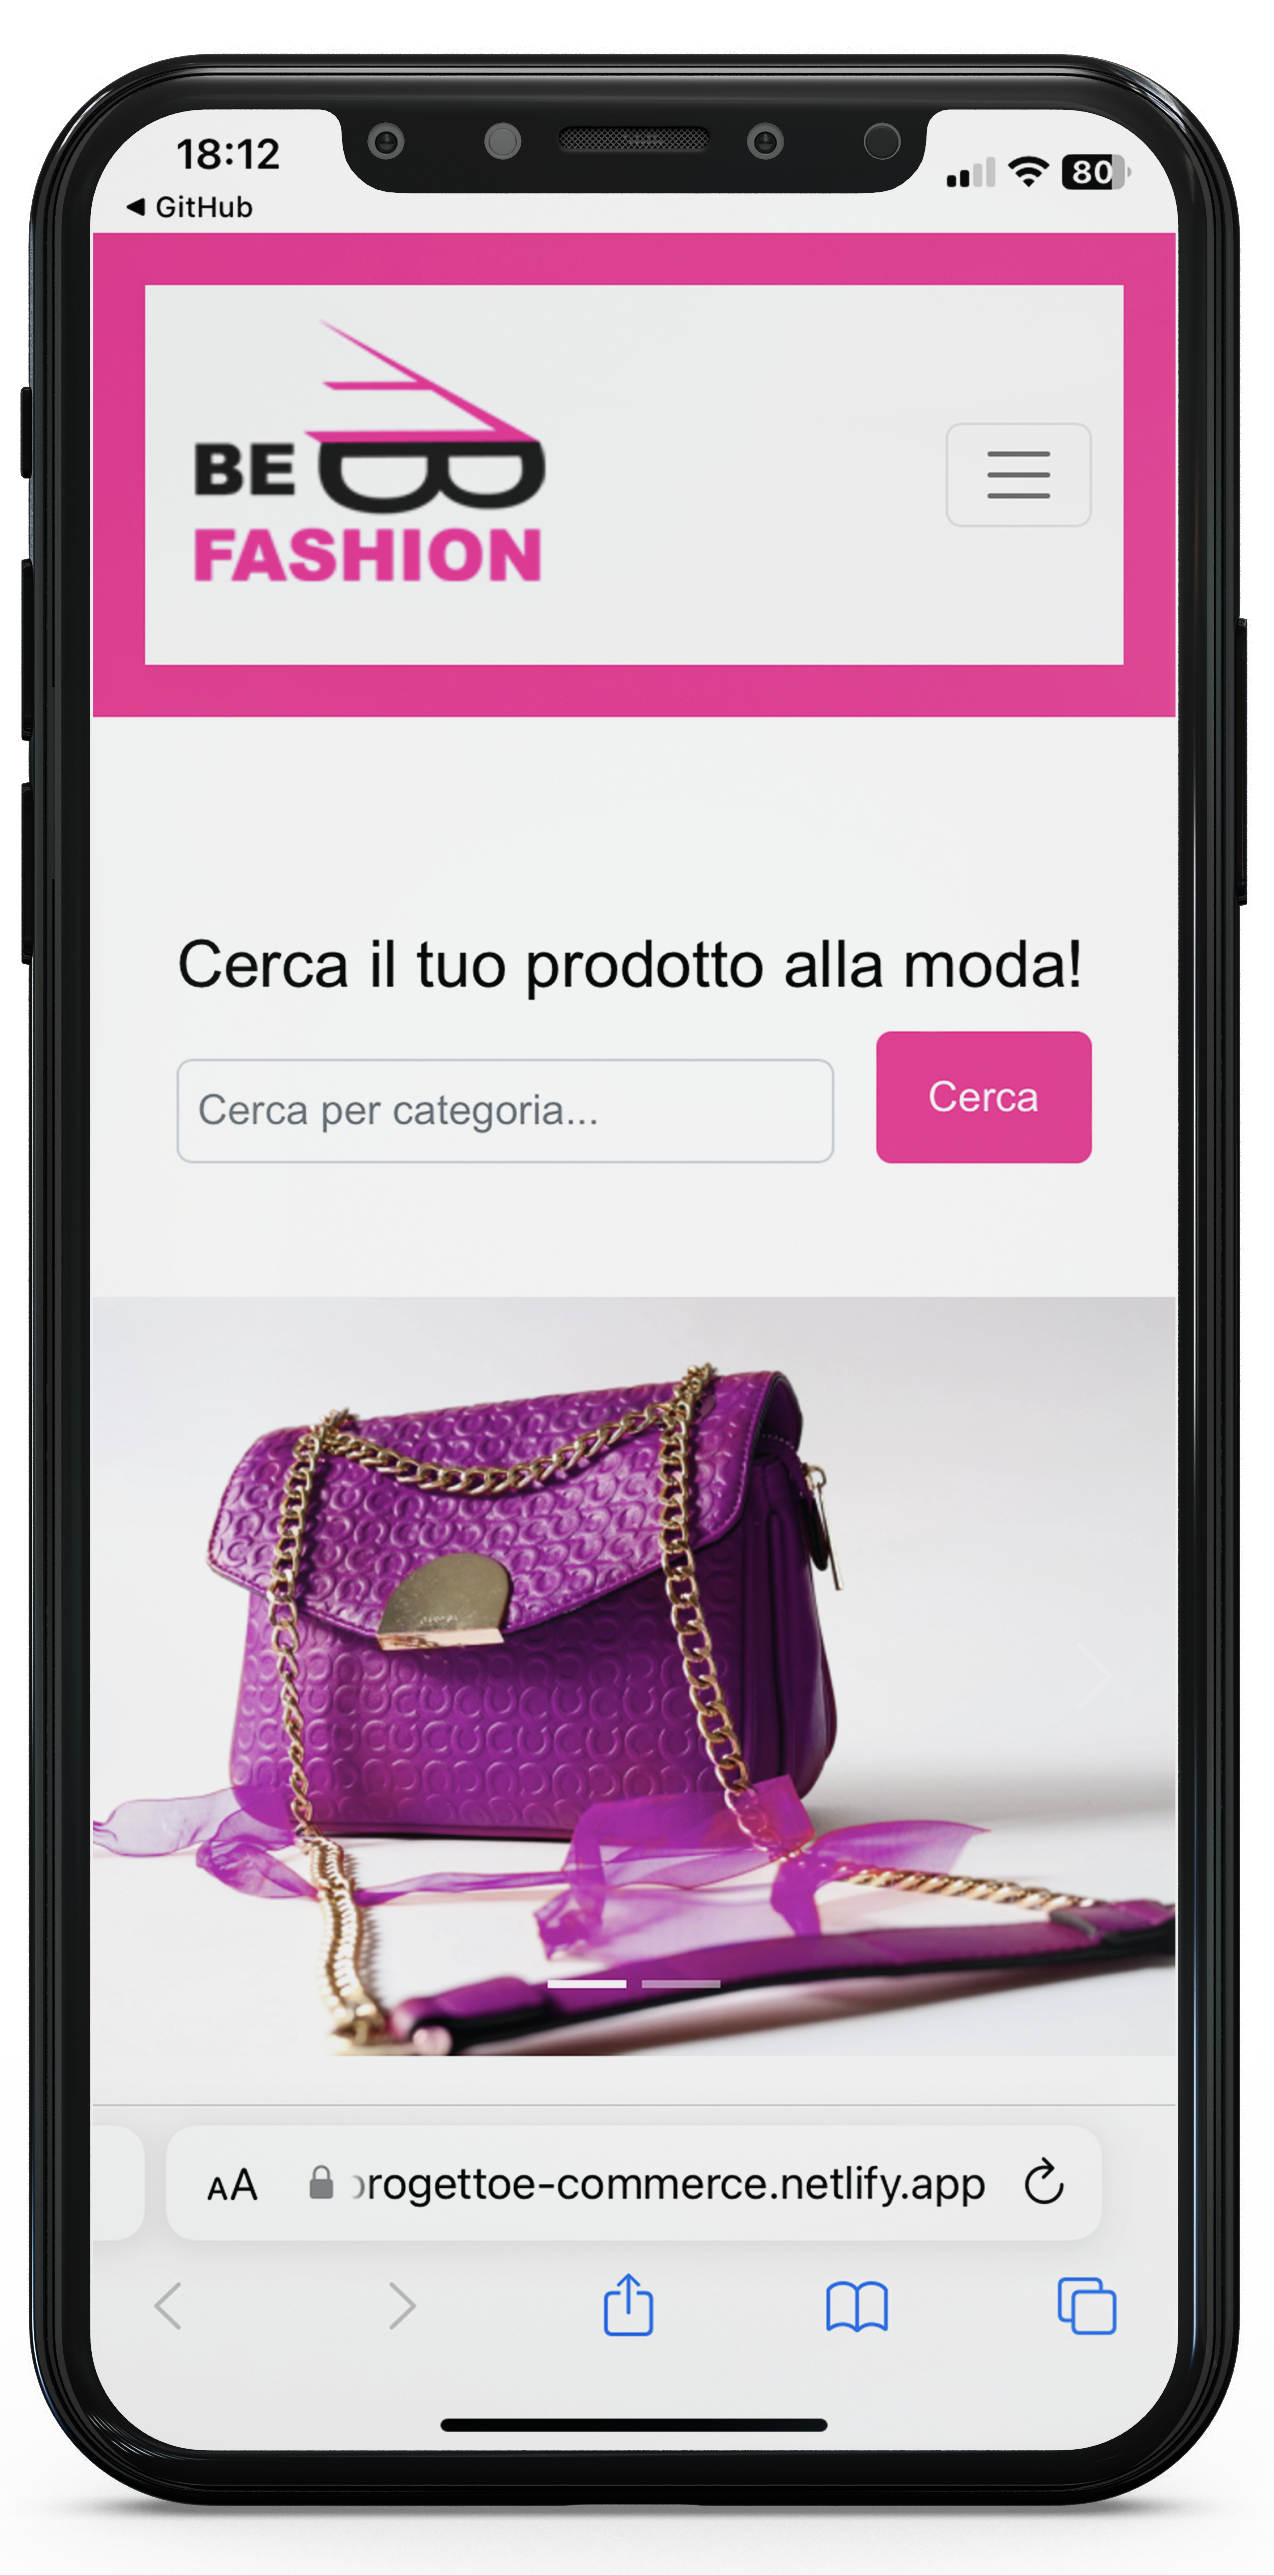 18:12
80
◀ GitHub
BE B
FASHION
Cerca il tuo prodotto alla moda!
Cerca per categoria...
Cerca
AA
rogettoe-commerce.netlify.app